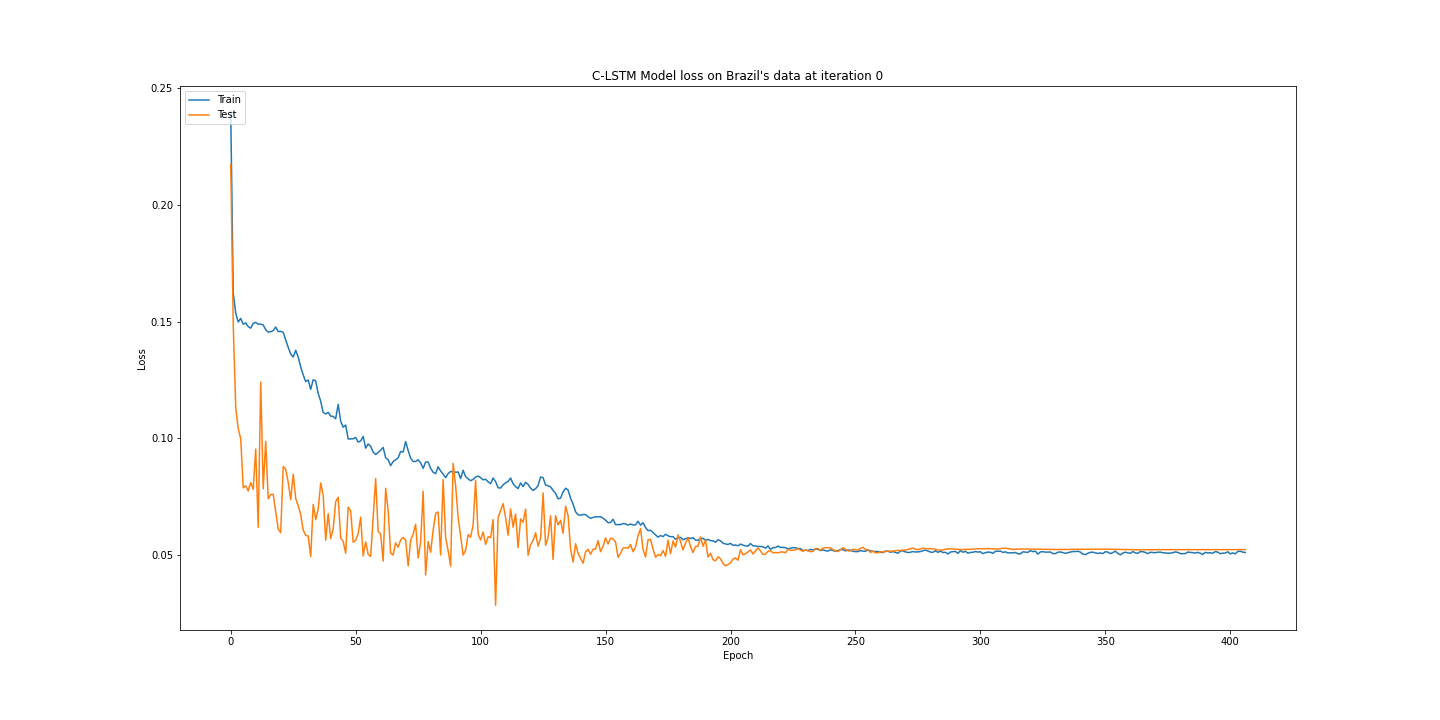 C-LSTM Model loss on Brazil's data at iteration 0
0.25
Train
Test
0.20
0.15
Loss
0.10
0.05
0 50 100 150 200 250 300 350 400
Epoch